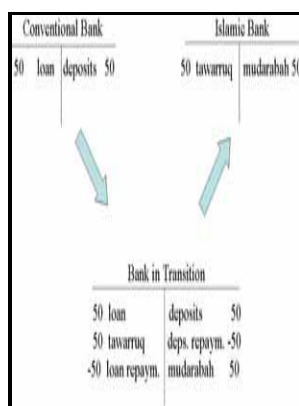 Conventional Bank
50 loan deposits 50
Islamic Bank
50 tawarruq mudarabah 50
Bank in Transition
50 loan deposits 50
50 tawarruq deps. repaym. -50
-50 loan repaym. mudarabah 50